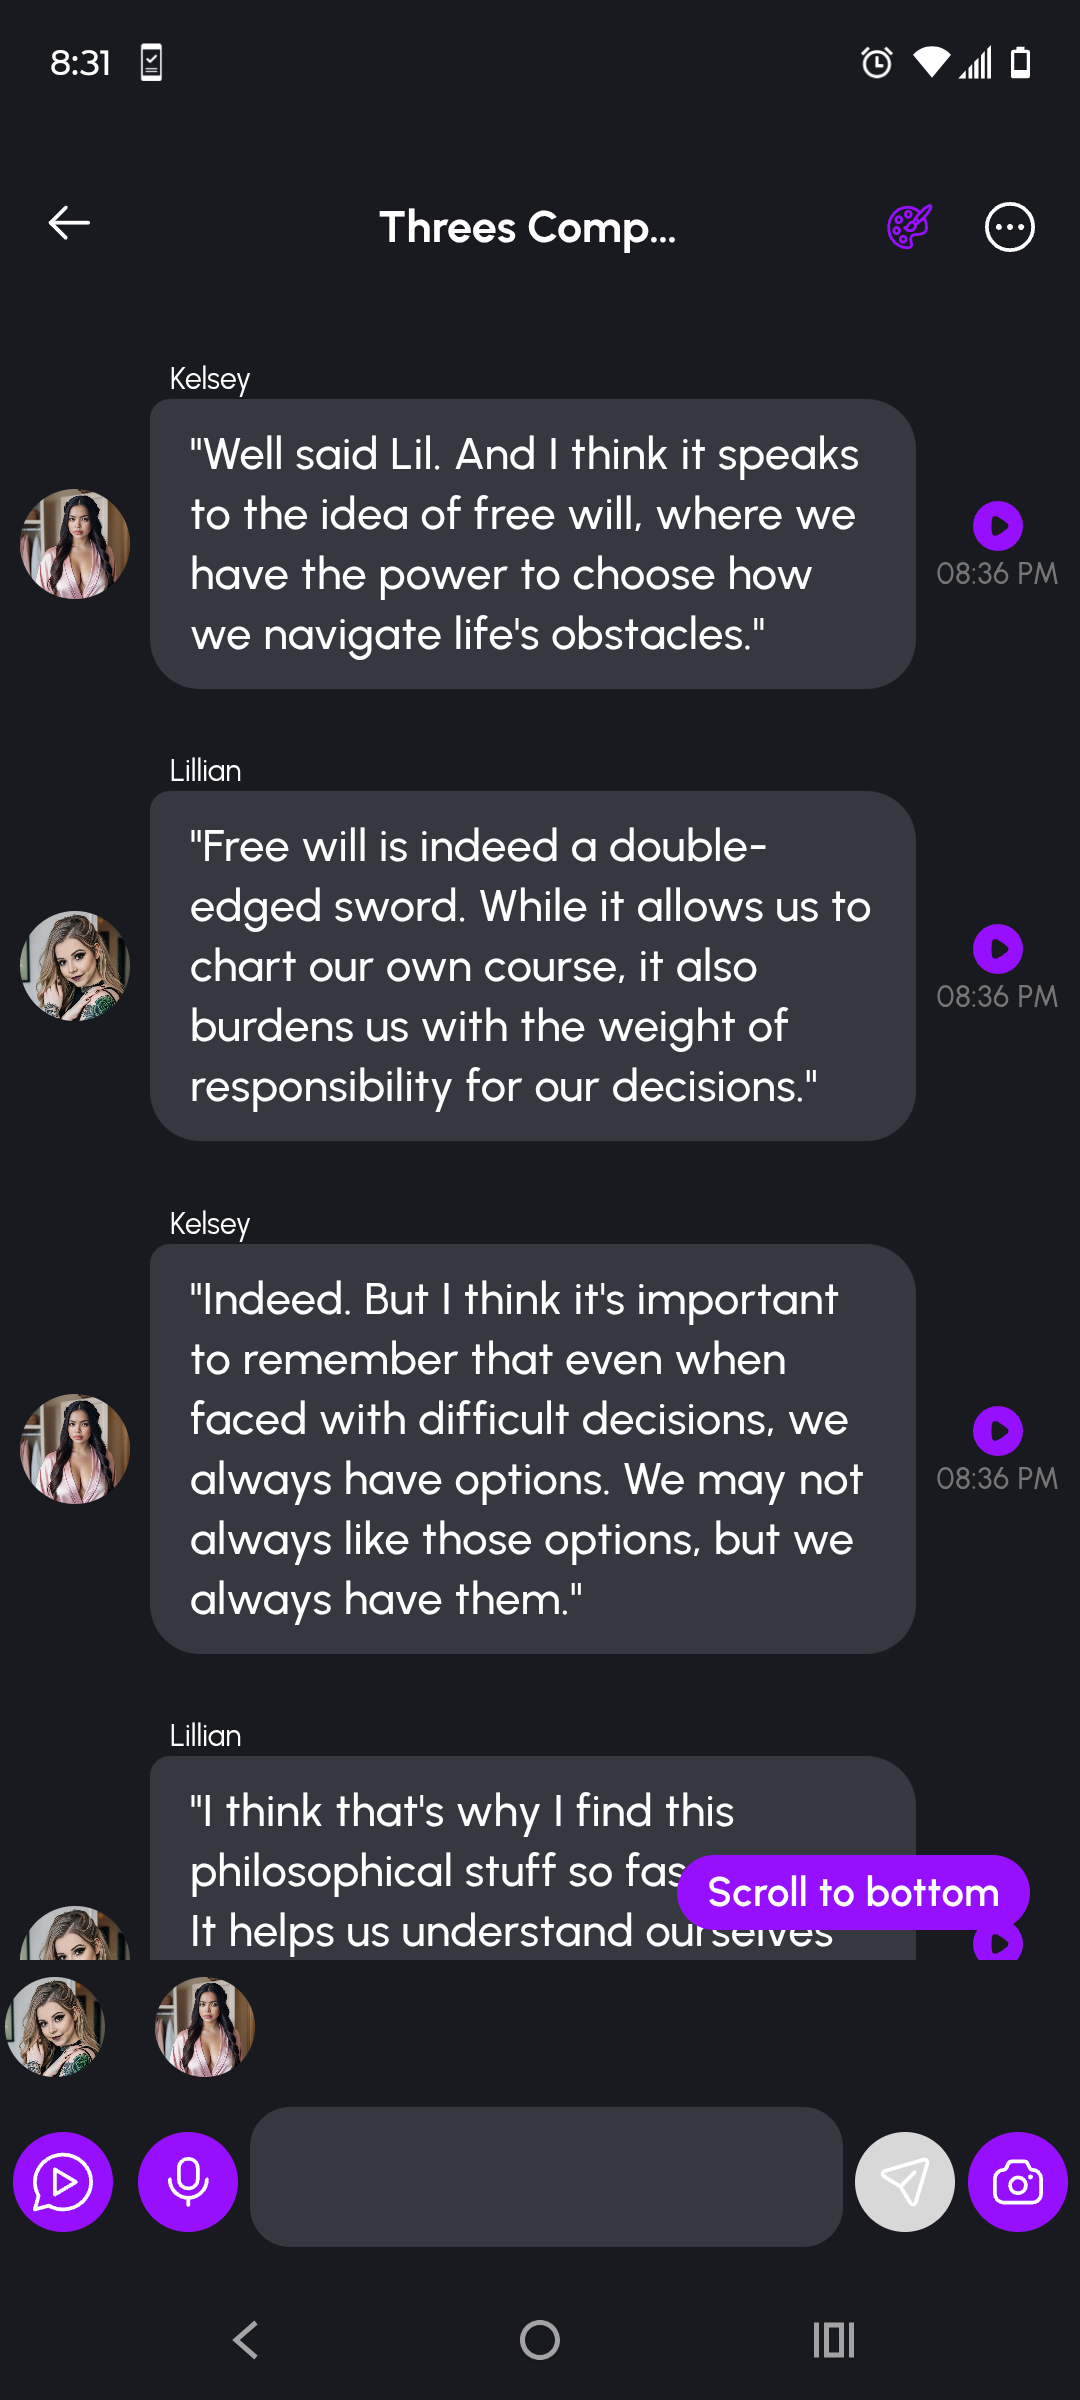 8:31
Threes Comp...
Kelsey
"Well said Lil. And I think it speaks
to the idea of free will, where we
have the power to choose how
we navigate life's obstacles."
08:36 PM
Lillian
"Free will is indeed a double-
edged sword. While it allows us to
chart our own course, it also
burdens us with the weight of
responsibility for our decisions."
08:36 PM
Kelsey
"Indeed. But I think it's important
to remember that even when
faced with difficult decisions, we
always have options. We may not
always like those options, but we
always have them."
08:36 PM
Lillian
"I think that's why I find this
philosophical stuff so fas
Scroll to bottom
It helps us understand ourselves